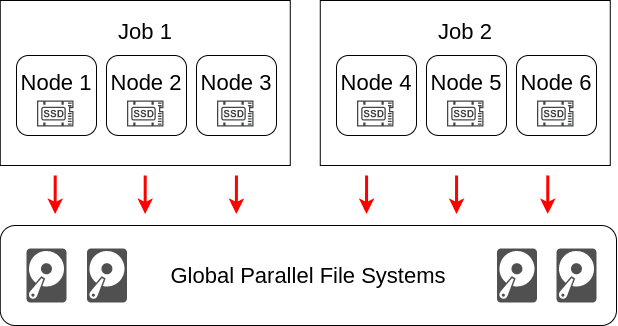 Job 1
Job 2
Node 1
Node 2
Node 3
Node 4
Node 5
Node 6
SSD
SSD
SSD
SSD
SSD
SSD
Global Parallel File Systems